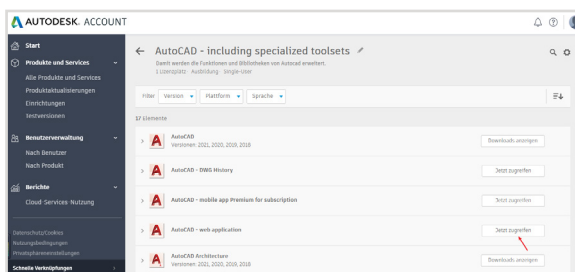 AUTODESK. ACCOUNT
Start
Produkte und Services
Alle Produkte und Services
Produktaktualisierungen
Einrichtungen
Testversionen
Benutzerverwaltung
Nach Benutzer
Nach Produkt
Berichte
Cloud-Services-Nutzung
Datenschutz/Cookies
Nutzungsbedingungen
Privatsphäreneinstellungen
Schnelle Verknüpfungen
AutoCAD - including specialized toolsets
Damit werden die Funktionen und Bibliotheken von Autocad erweitert.
1 Lizenzplatz · Ausbildung · Single-User
Filter Version Plattform Sprache
57 Elemente
AutoCAD
Versionen: 2021, 2020, 2019, 2018
Downloads anzeigen
AutoCAD - DWG History
Jetzt zugreifen
AutoCAD - mobile app Premium for subscription
Jetzt zugreifen
AutoCAD - web application
Jetzt zugreifen
AutoCAD Architecture
Versionen: 2021, 2020, 2019, 2018
Downloads anzeigen